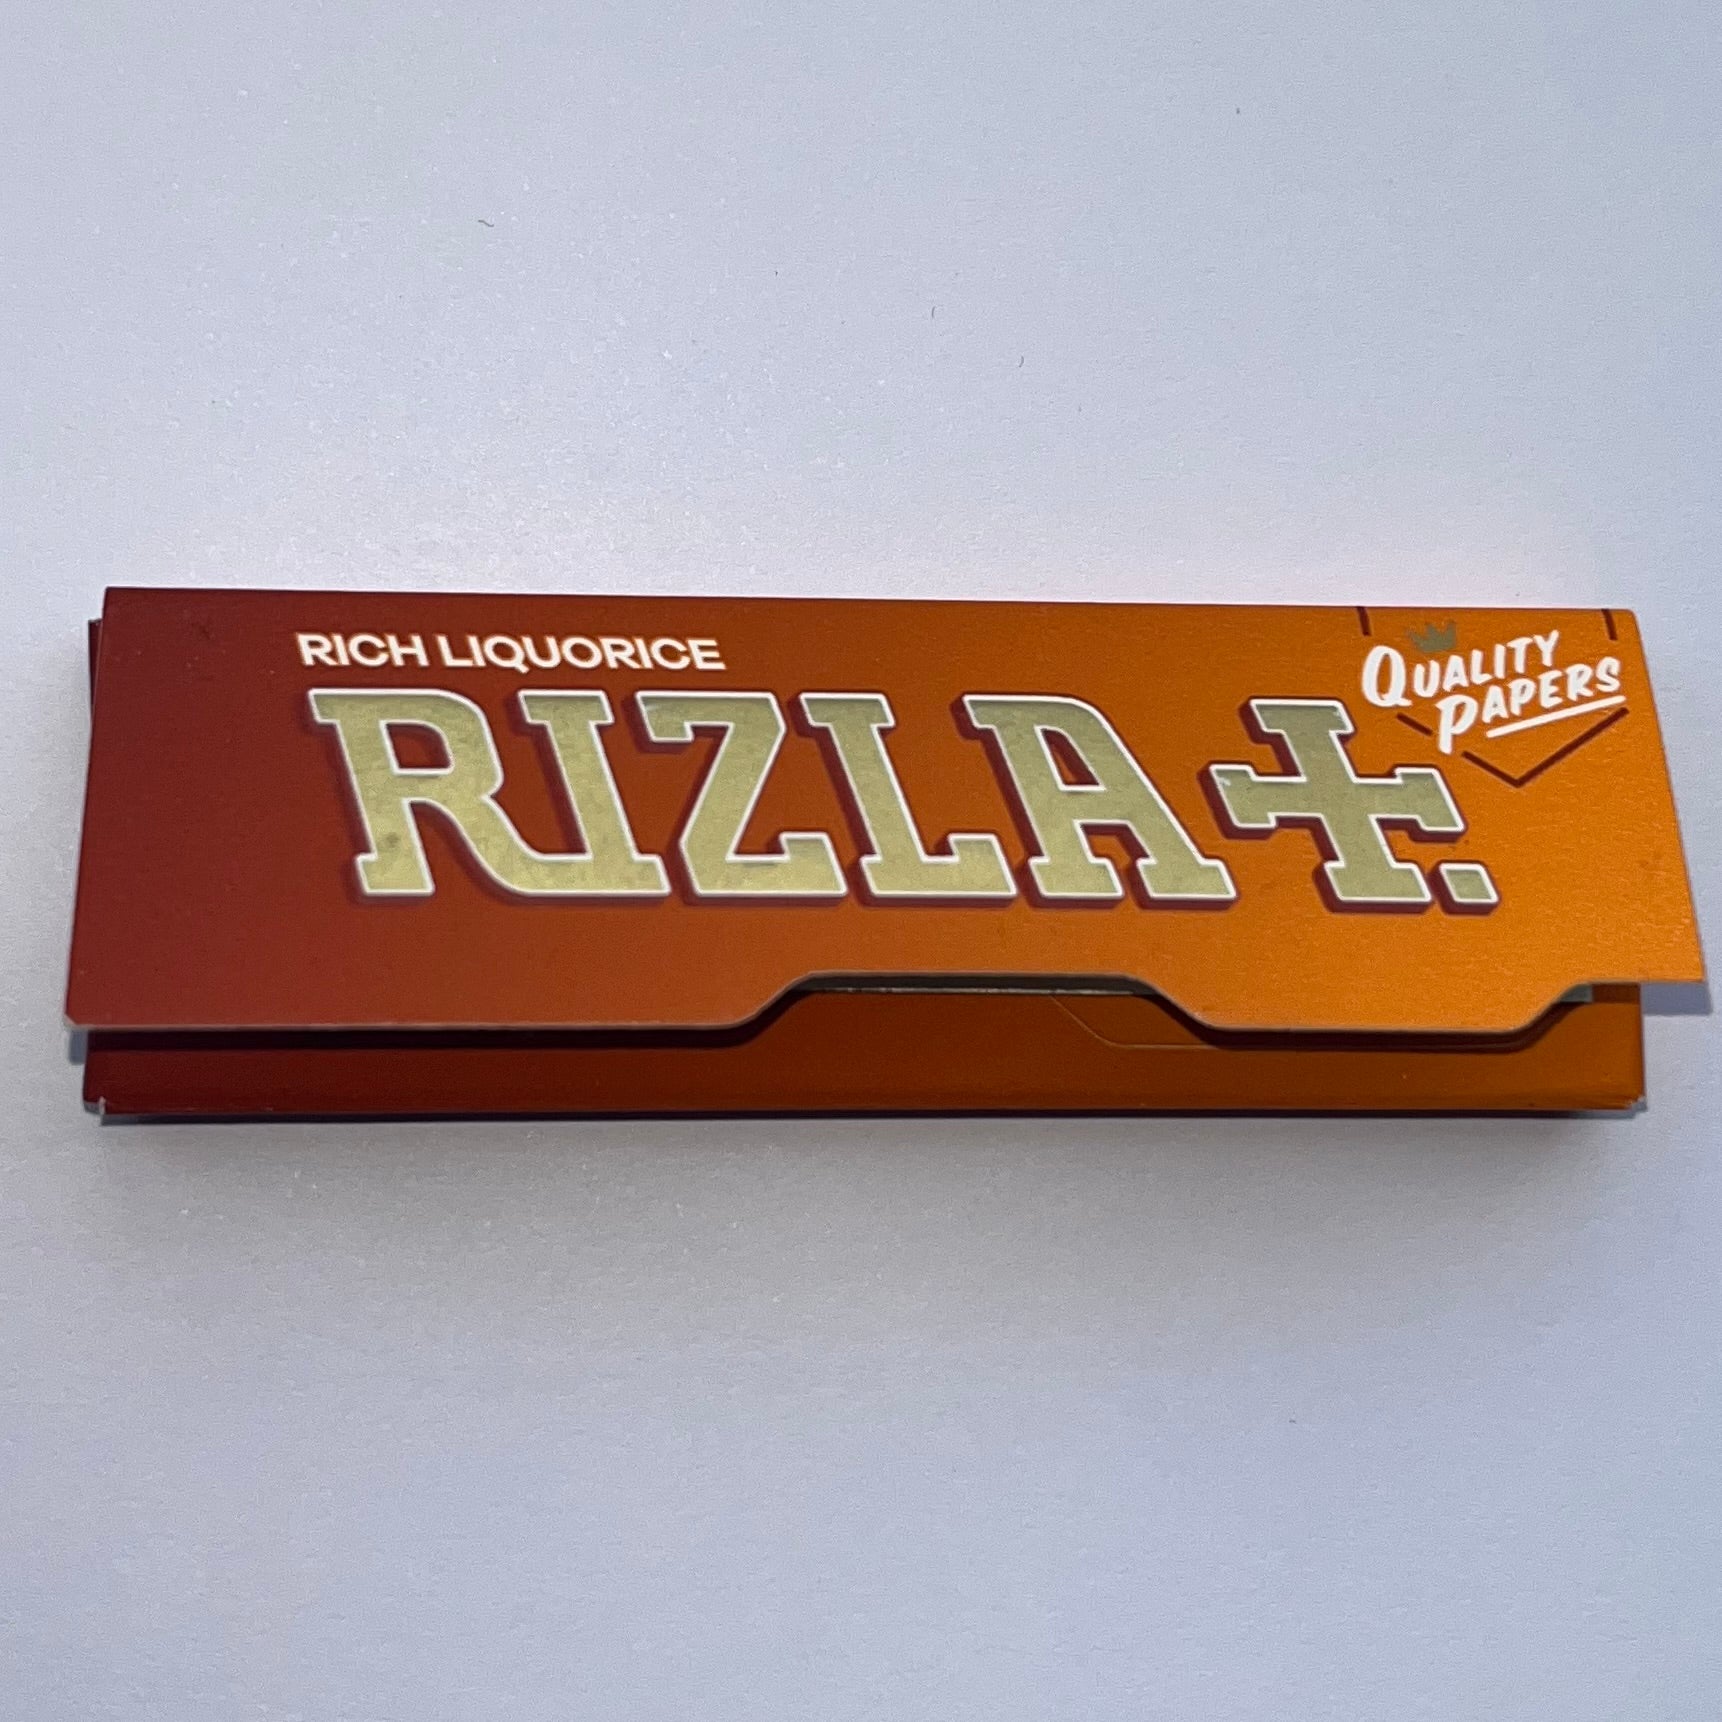 RICH LIQUORICE
RIZLA+.
QUALITY
PAPERS